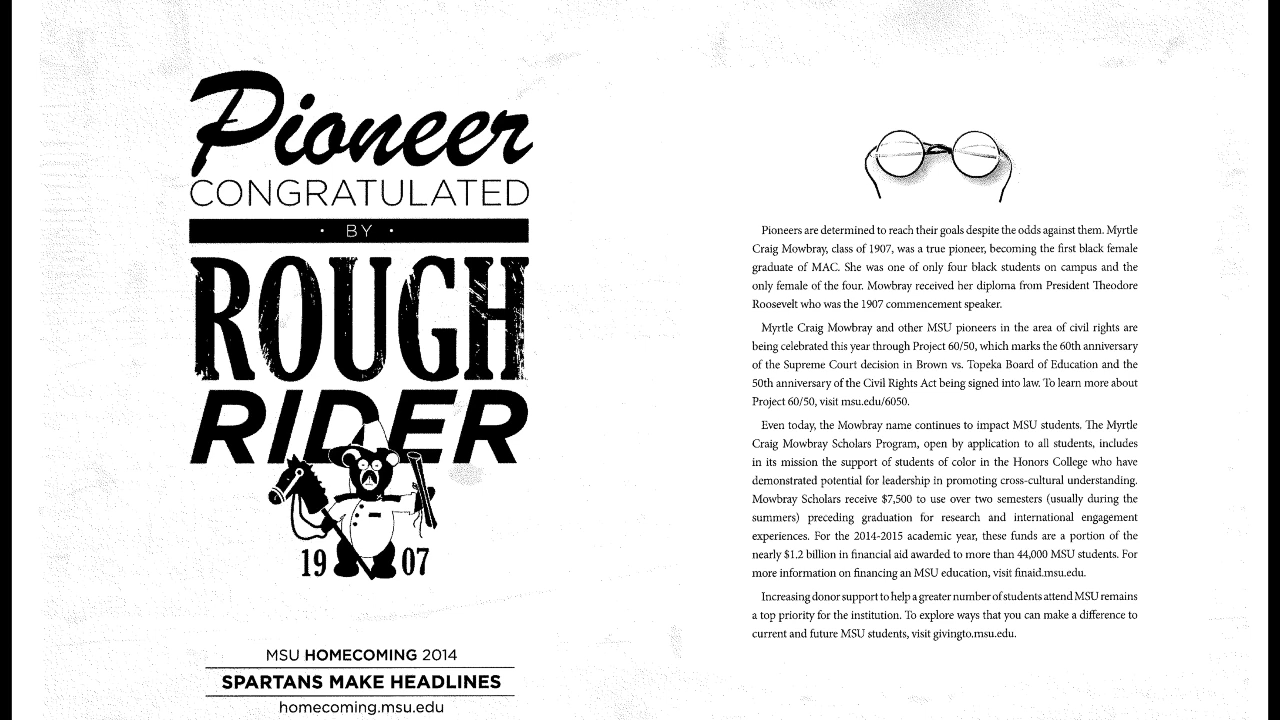 Pioneer
CONGRATULATED
· BY ·
ROUGH
RIDER
19 07
MSU HOMECOMING 2014
SPARTANS MAKE HEADLINES
homecoming.msu.edu
Pioneers are determined to reach their goals despite the odds against them. Myrtle
Craig Mowbray, class of 1907, was a true pioneer, becoming the first black female
graduate of MAC. She was one of only four black students on campus and the
only female of the four. Mowbray received her diploma from President Theodore
Roosevelt who was the 1907 commencement speaker.
Myrtle Craig Mowbray and other MSU pioneers in the area of civil rights are
being celebrated this year through Project 60/50, which marks the 60th anniversary
of the Supreme Court decision in Brown vs. Topeka Board of Education and the
50th anniversary of the Civil Rights Act being signed into law. To learn more about
Project 60/50, visit msu.edu/6050.
Even today, the Mowbray name continues to impact MSU students. The Myrtle
Craig Mowbray Scholars Program, open by application to all students, includes
in its mission the support of students of color in the Honors College who have
demonstrated potential for leadership in promoting cross-cultural understanding.
Mowbray Scholars receive $7,500 to use over two semesters (usually during the
summers) preceding graduation for research and international engagement
experiences. For the 2014-2015 academic year, these funds are a portion of the
nearly $1.2 billion in financial aid awarded to more than 44,000 MSU students. For
more information on financing an MSU education, visit finaid.msu.edu.
Increasing donor support to help a greater number of students attend MSU remains
a top priority for the institution. To explore ways that you can make a difference to
current and future MSU students, visit givingto.msu.edu.